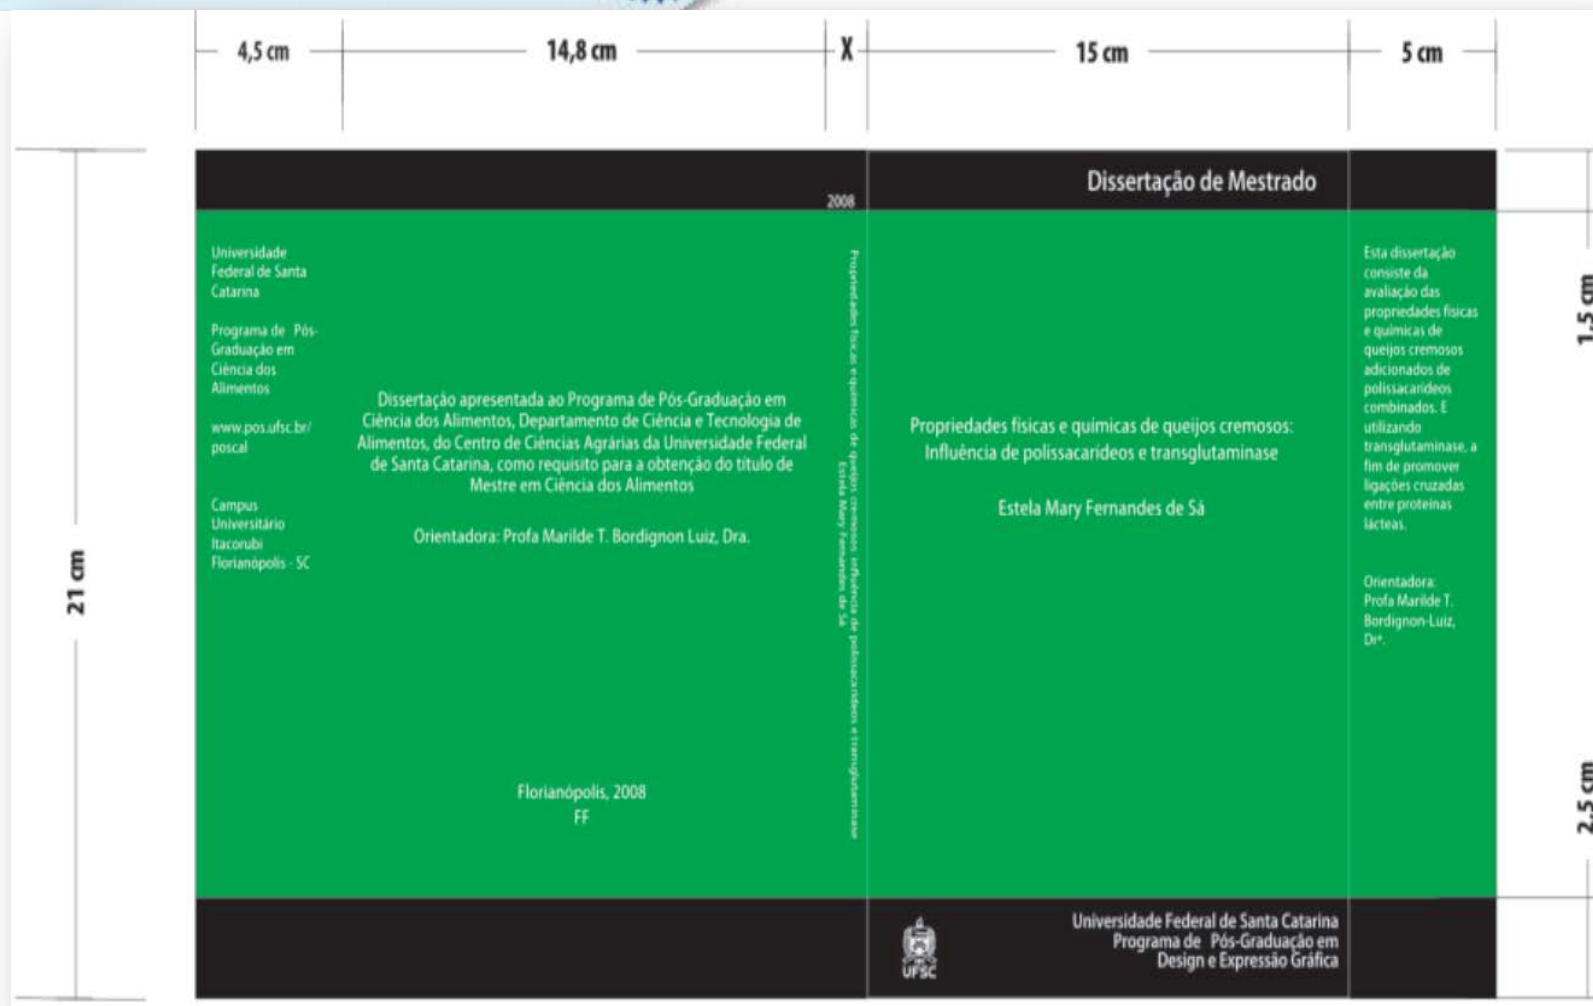 4,5 cm
14,8 cm
X
15 cm
5 cm
21 cm
1,5 cm
2,5 cm
Universidade
Federal de Santa
Catarina
Programa de Pós-
Graduação em
Ciência dos
Alimentos
www.pos.ufsc.br/
poscal
Campus
Universitário
Itacorubi
Florianópolis - SC
Dissertação apresentada ao Programa de Pós-Graduação em
Ciência dos Alimentos, Departamento de Ciência e Tecnologia de
Alimentos, do Centro de Ciências Agrárias da Universidade Federal
de Santa Catarina, como requisito para a obtenção do título de
Mestre em Ciência dos Alimentos
Orientadora: Profa Marilde T. Bordignon Luiz, Dra.
Florianópolis, 2008
FF
2008
Propriedades físicas e químicas de queijos cremosos: influência de polissacarídeos e transglutaminase
Estela Mary Fernandes de Sá
Dissertação de Mestrado
Propriedades físicas e químicas de queijos cremosos:
Influência de polissacarídeos e transglutaminase
Estela Mary Fernandes de Sá
UFSC
Universidade Federal de Santa Catarina
Programa de Pós-Graduação em
Design e Expressão Gráfica
Esta dissertação
consiste da
avaliação das
propriedades físicas
e químicas de
queijos cremosos
adicionados de
polissacarídeos
combinados. E
utilizando
transglutaminase, a
fim de promover
ligações cruzadas
entre proteínas
lácteas.
Orientadora:
Profa Marilde T.
Bordignon-Luiz,
Drª.